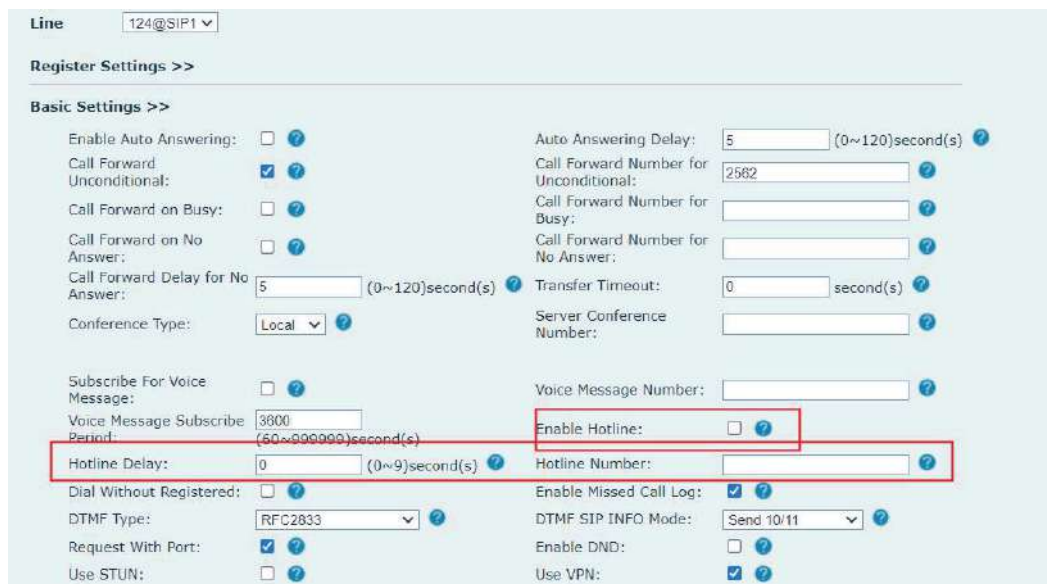 Line 124@SIP1
Register Settings >>
Basic Settings >>
Enable Auto Answering: ? Auto Answering Delay: 5 (0~120)second(s) ?
Call Forward Unconditional: ? Call Forward Number for Unconditional: 2562 ?
Call Forward on Busy: ? Call Forward Number for Busy: ?
Call Forward on No Answer: ? Call Forward Number for No Answer: ?
Call Forward Delay for No Answer: 5 (0~120)second(s) ? Transfer Timeout: 0 second(s) ?
Conference Type: Local ? Server Conference Number: ?
Subscribe For Voice Message: ? Voice Message Number: ?
Voice Message Subscribe Period: 3600 (60~999999)second(s) Enable Hotline: ?
Hotline Delay: 0 (0~9)second(s) ? Hotline Number: ?
Dial Without Registered: ? Enable Missed Call Log: ?
DTMF Type: RFC2833 ? DTMF SIP INFO Mode: Send 10/11 ?
Request With Port: ? Enable DND: ?
Use STUN: ? Use VPN: ?